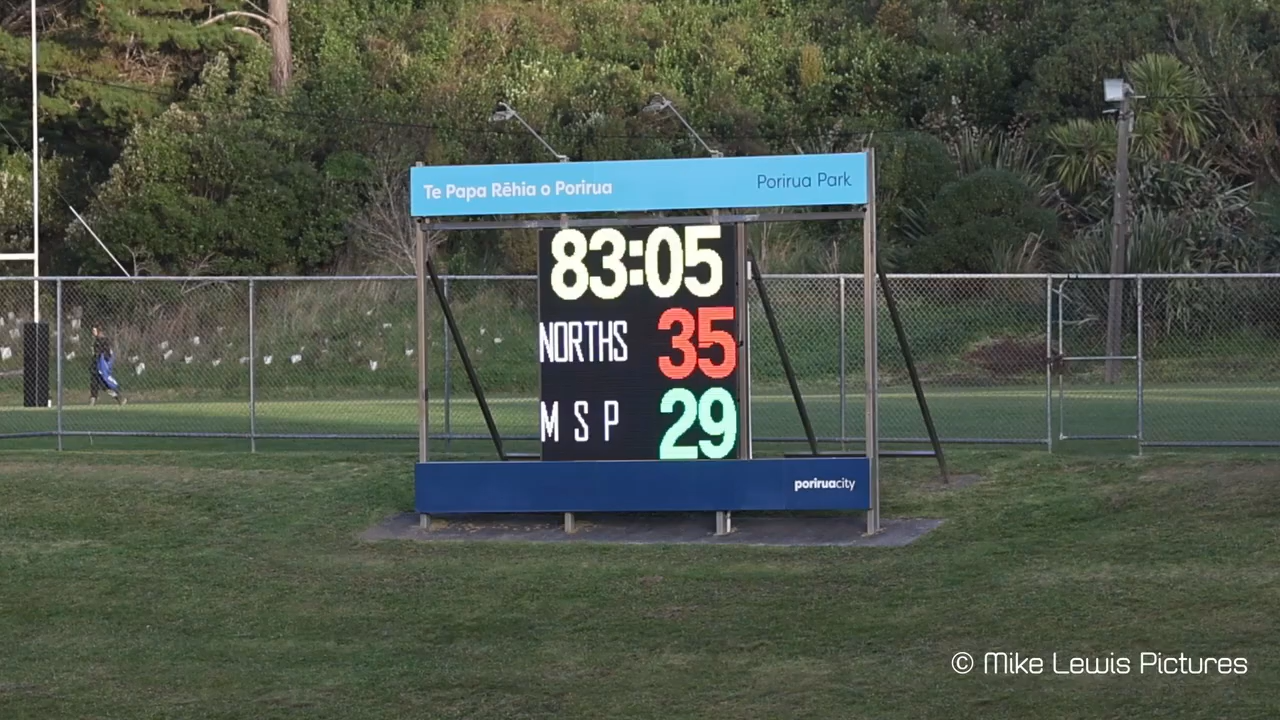 Te Papa Rēhia o Porirua
Porirua Park
83:05
NORTHS 35
M S P 29
poriruacity
© Mike Lewis Pictures